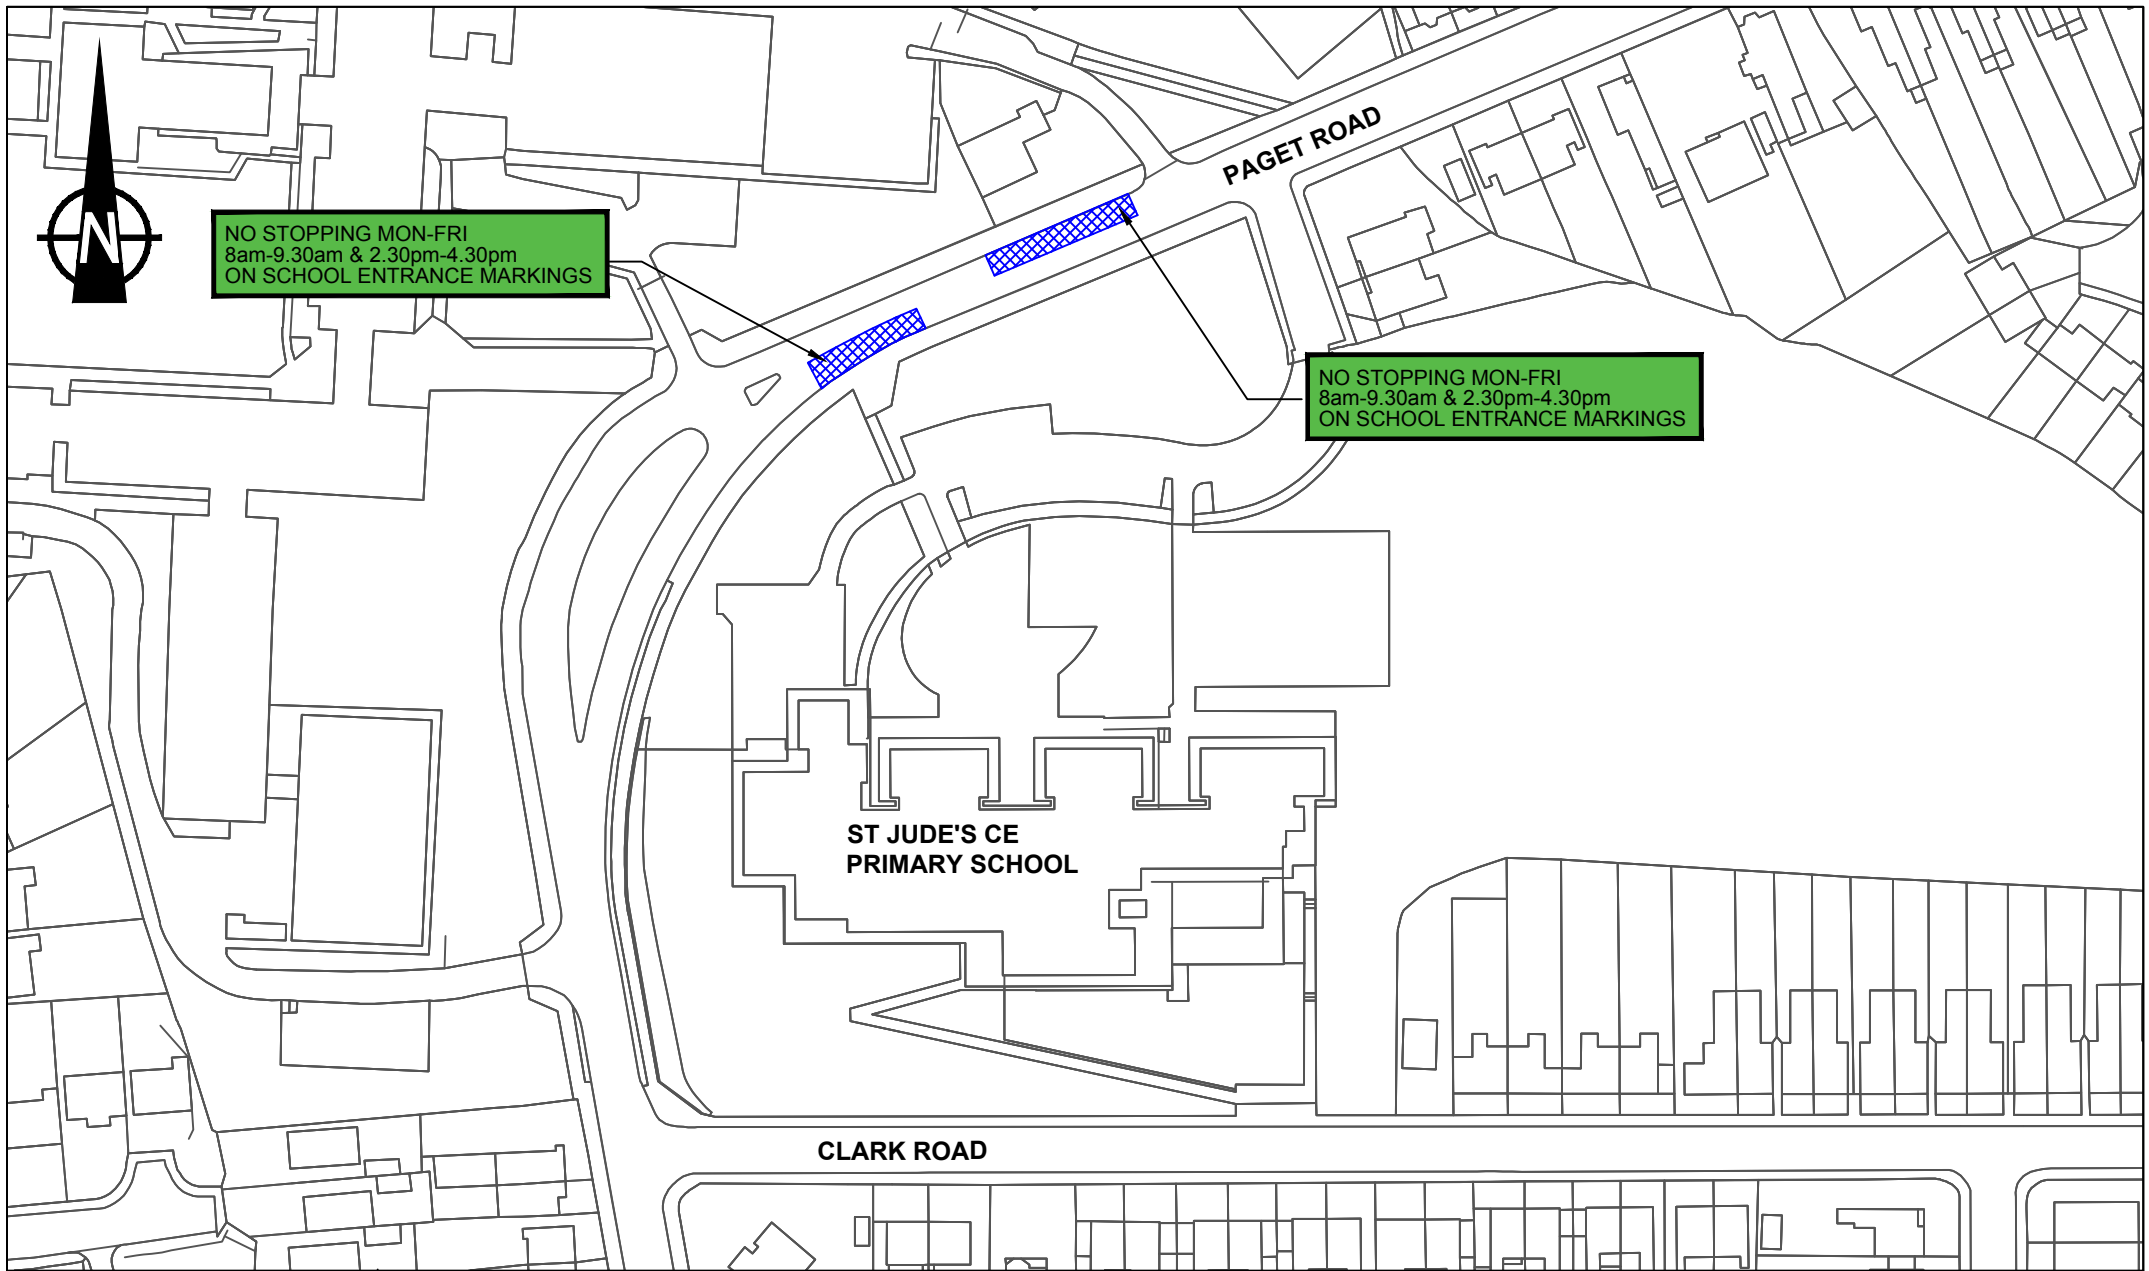 PAGET ROAD
N
NO STOPPING MON-FRI
8am-9.30am & 2.30pm-4.30pm
ON SCHOOL ENTRANCE MARKINGS
NO STOPPING MON-FRI
8am-9.30am & 2.30pm-4.30pm
ON SCHOOL ENTRANCE MARKINGS
ST JUDE'S CE
PRIMARY SCHOOL
CLARK ROAD